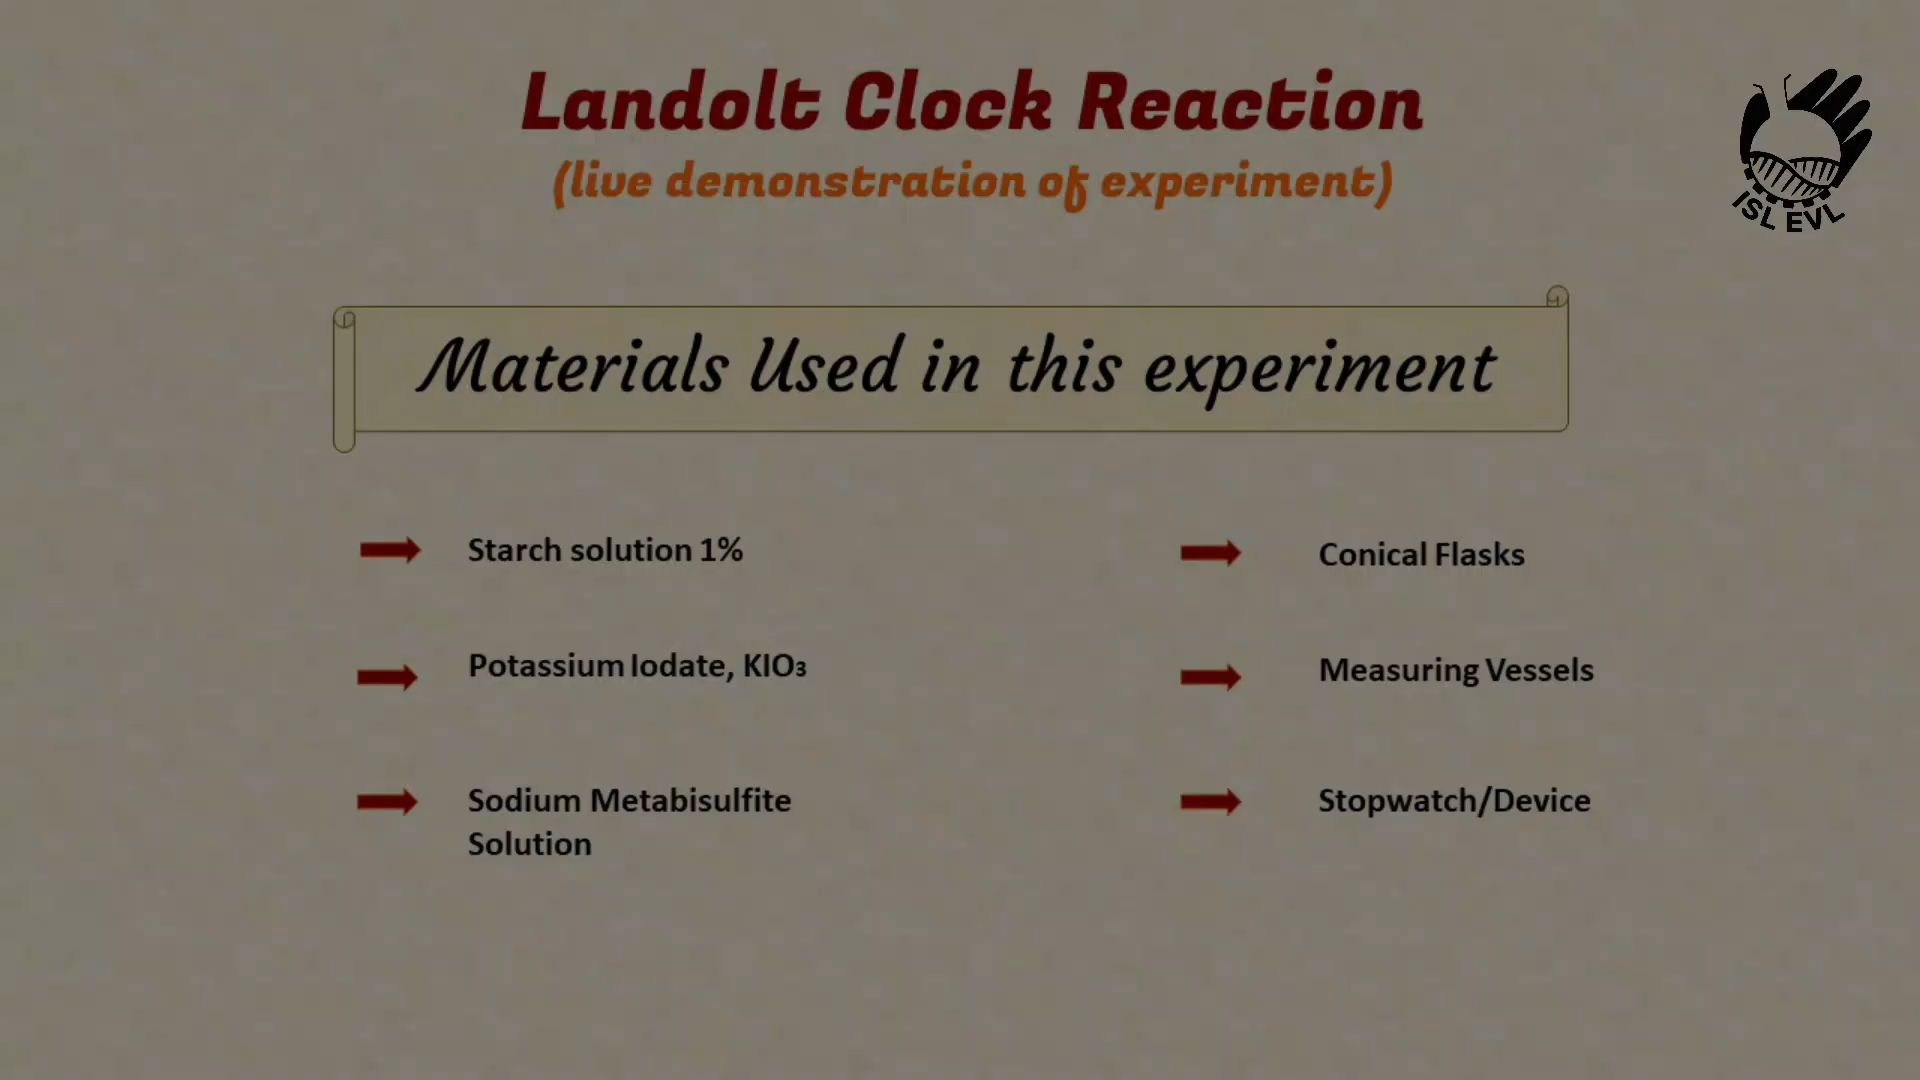 Landolt Clock Reaction
(live demonstration of experiment)
ISL EVL
Materials Used in this experiment
Starch solution 1%
Potassium Iodate, KIO₃
Sodium Metabisulfite
Solution
Conical Flasks
Measuring Vessels
Stopwatch/Device